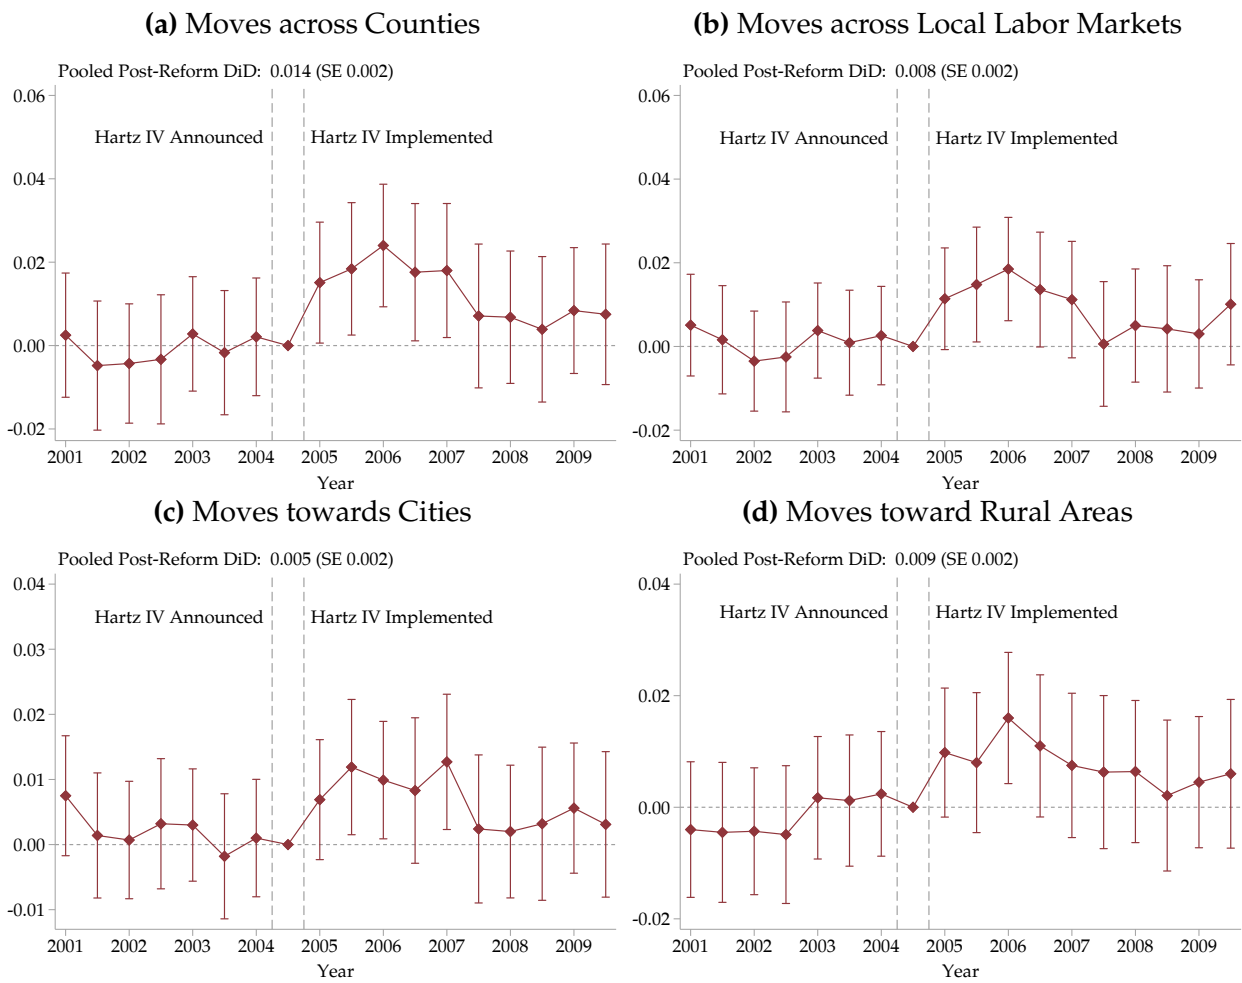 (a) Moves across Counties
Pooled Post-Reform DiD: 0.014 (SE 0.002)
0.06
Hartz IV Announced
Hartz IV Implemented
0.04
0.02
0.00
-0.02
2001 2002 2003 2004 2005 2006 2007 2008 2009
Year
(b) Moves across Local Labor Markets
Pooled Post-Reform DiD: 0.008 (SE 0.002)
0.06
Hartz IV Announced
Hartz IV Implemented
0.04
0.02
0.00
-0.02
2001 2002 2003 2004 2005 2006 2007 2008 2009
Year
(c) Moves towards Cities
Pooled Post-Reform DiD: 0.005 (SE 0.002)
0.04
Hartz IV Announced
Hartz IV Implemented
0.03
0.02
0.01
0.00
-0.01
2001 2002 2003 2004 2005 2006 2007 2008 2009
Year
(d) Moves toward Rural Areas
Pooled Post-Reform DiD: 0.009 (SE 0.002)
0.04
Hartz IV Announced
Hartz IV Implemented
0.02
0.00
-0.02
2001 2002 2003 2004 2005 2006 2007 2008 2009
Year